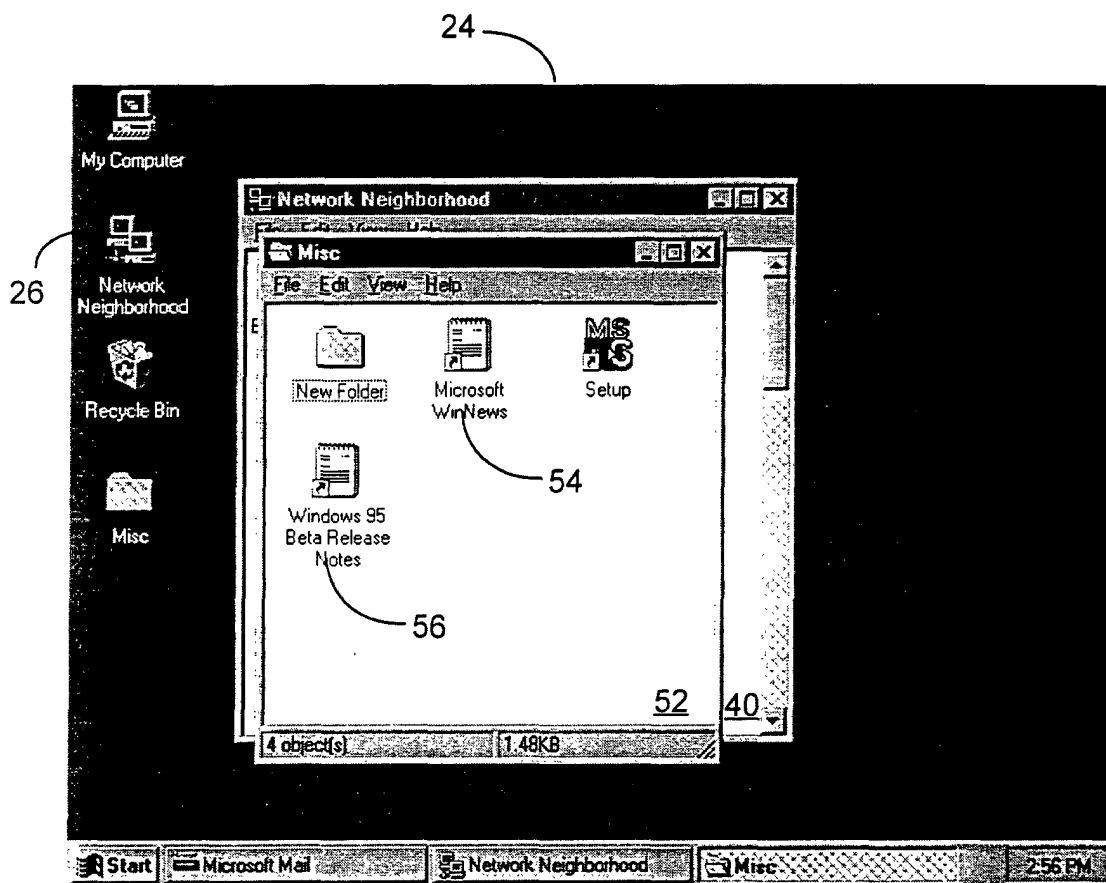 24
My Computer
Network Neighborhood
26
Network
Neighborhood
Misc
File Edit View Help
New Folder
Microsoft
WinNews
MS
Setup
Recycle Bin
54
Windows 95
Beta Release
Notes
Misc
56
52
40
4 object(s)
1.48KB
Start
Microsoft Mail
Network Neighborhood
Misc
2:56 PM